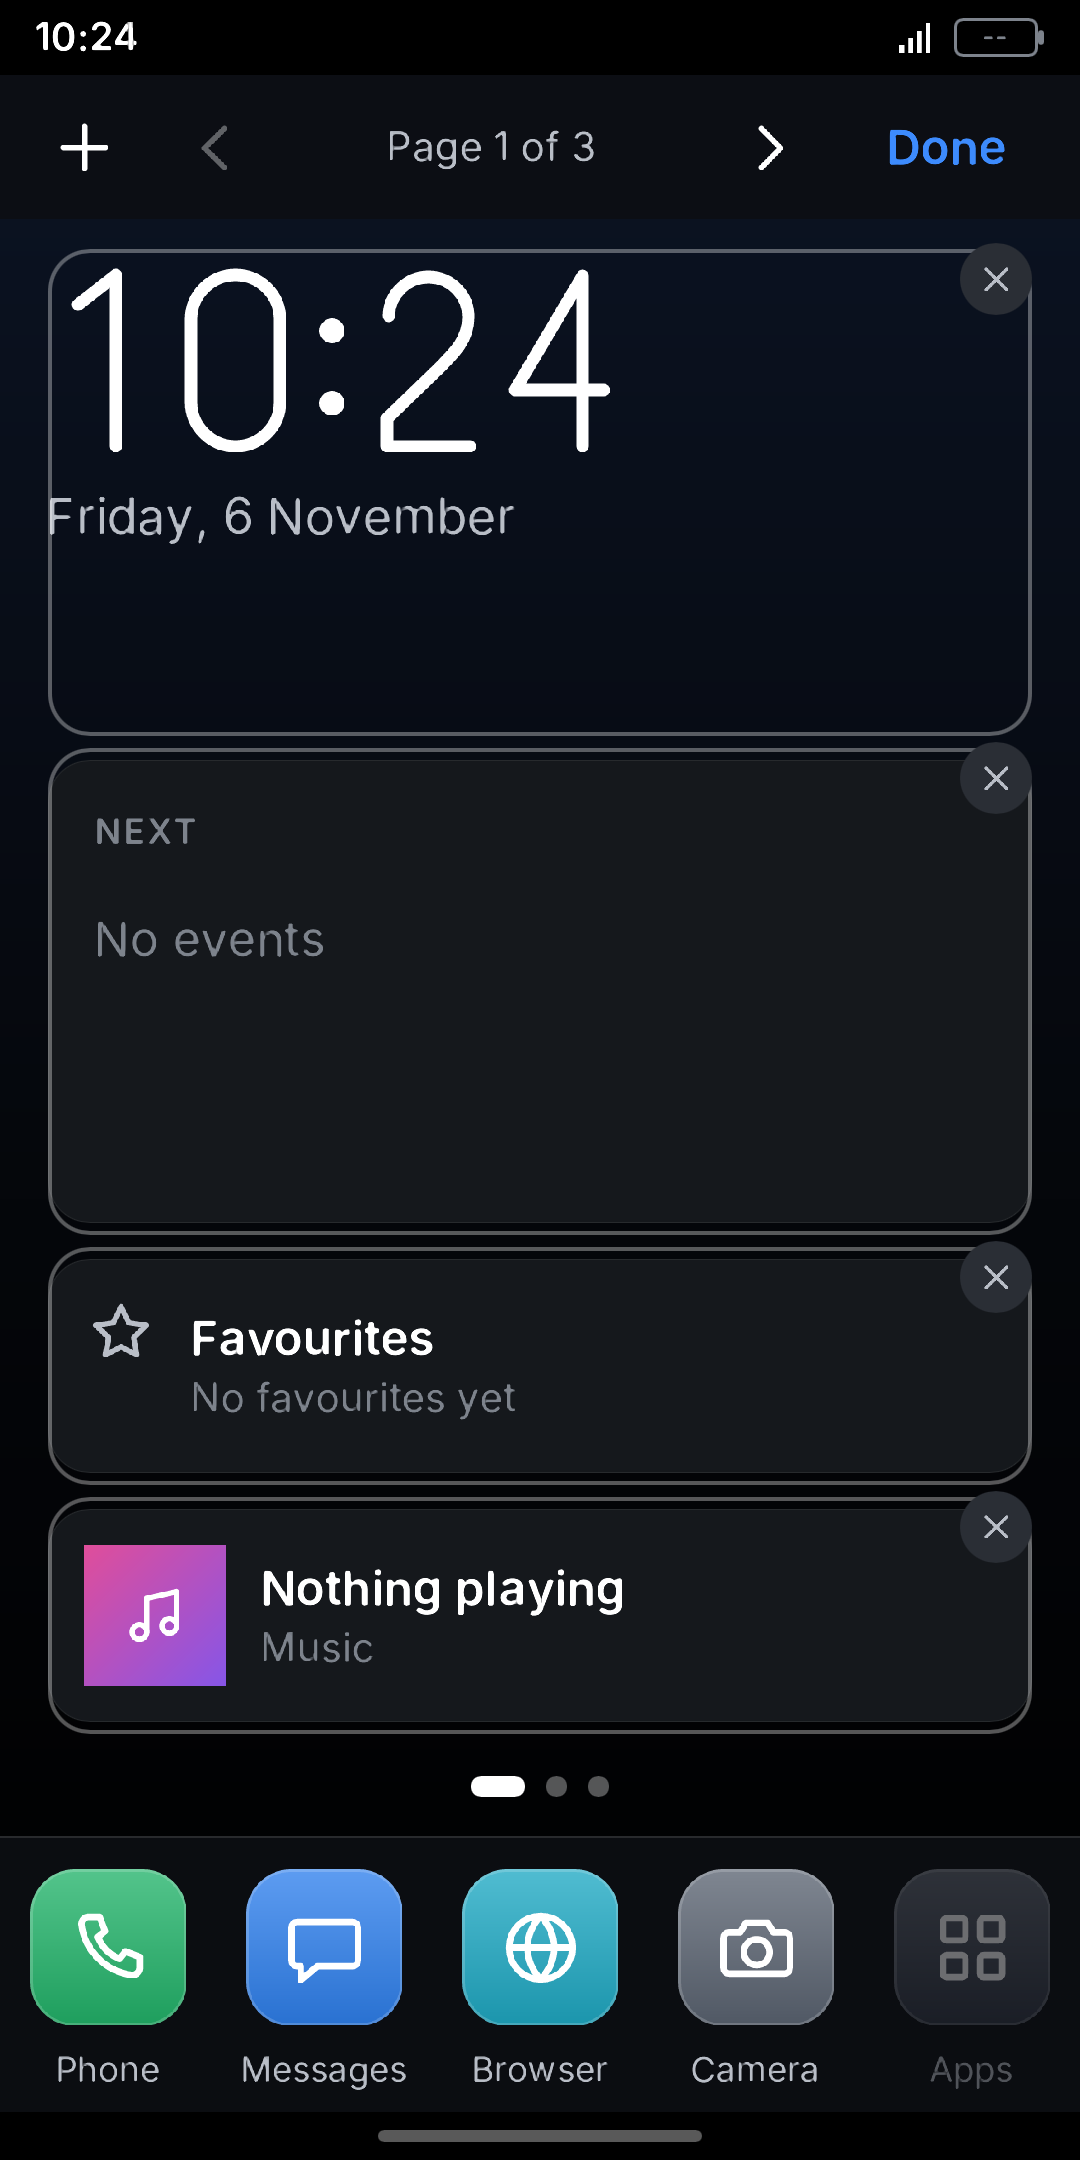 10:24
--
Page 1 of 3
Done
10:24
Friday, 6 November
NEXT
No events
Favourites
No favourites yet
Nothing playing
Music
Phone
Messages
Browser
Camera
Apps